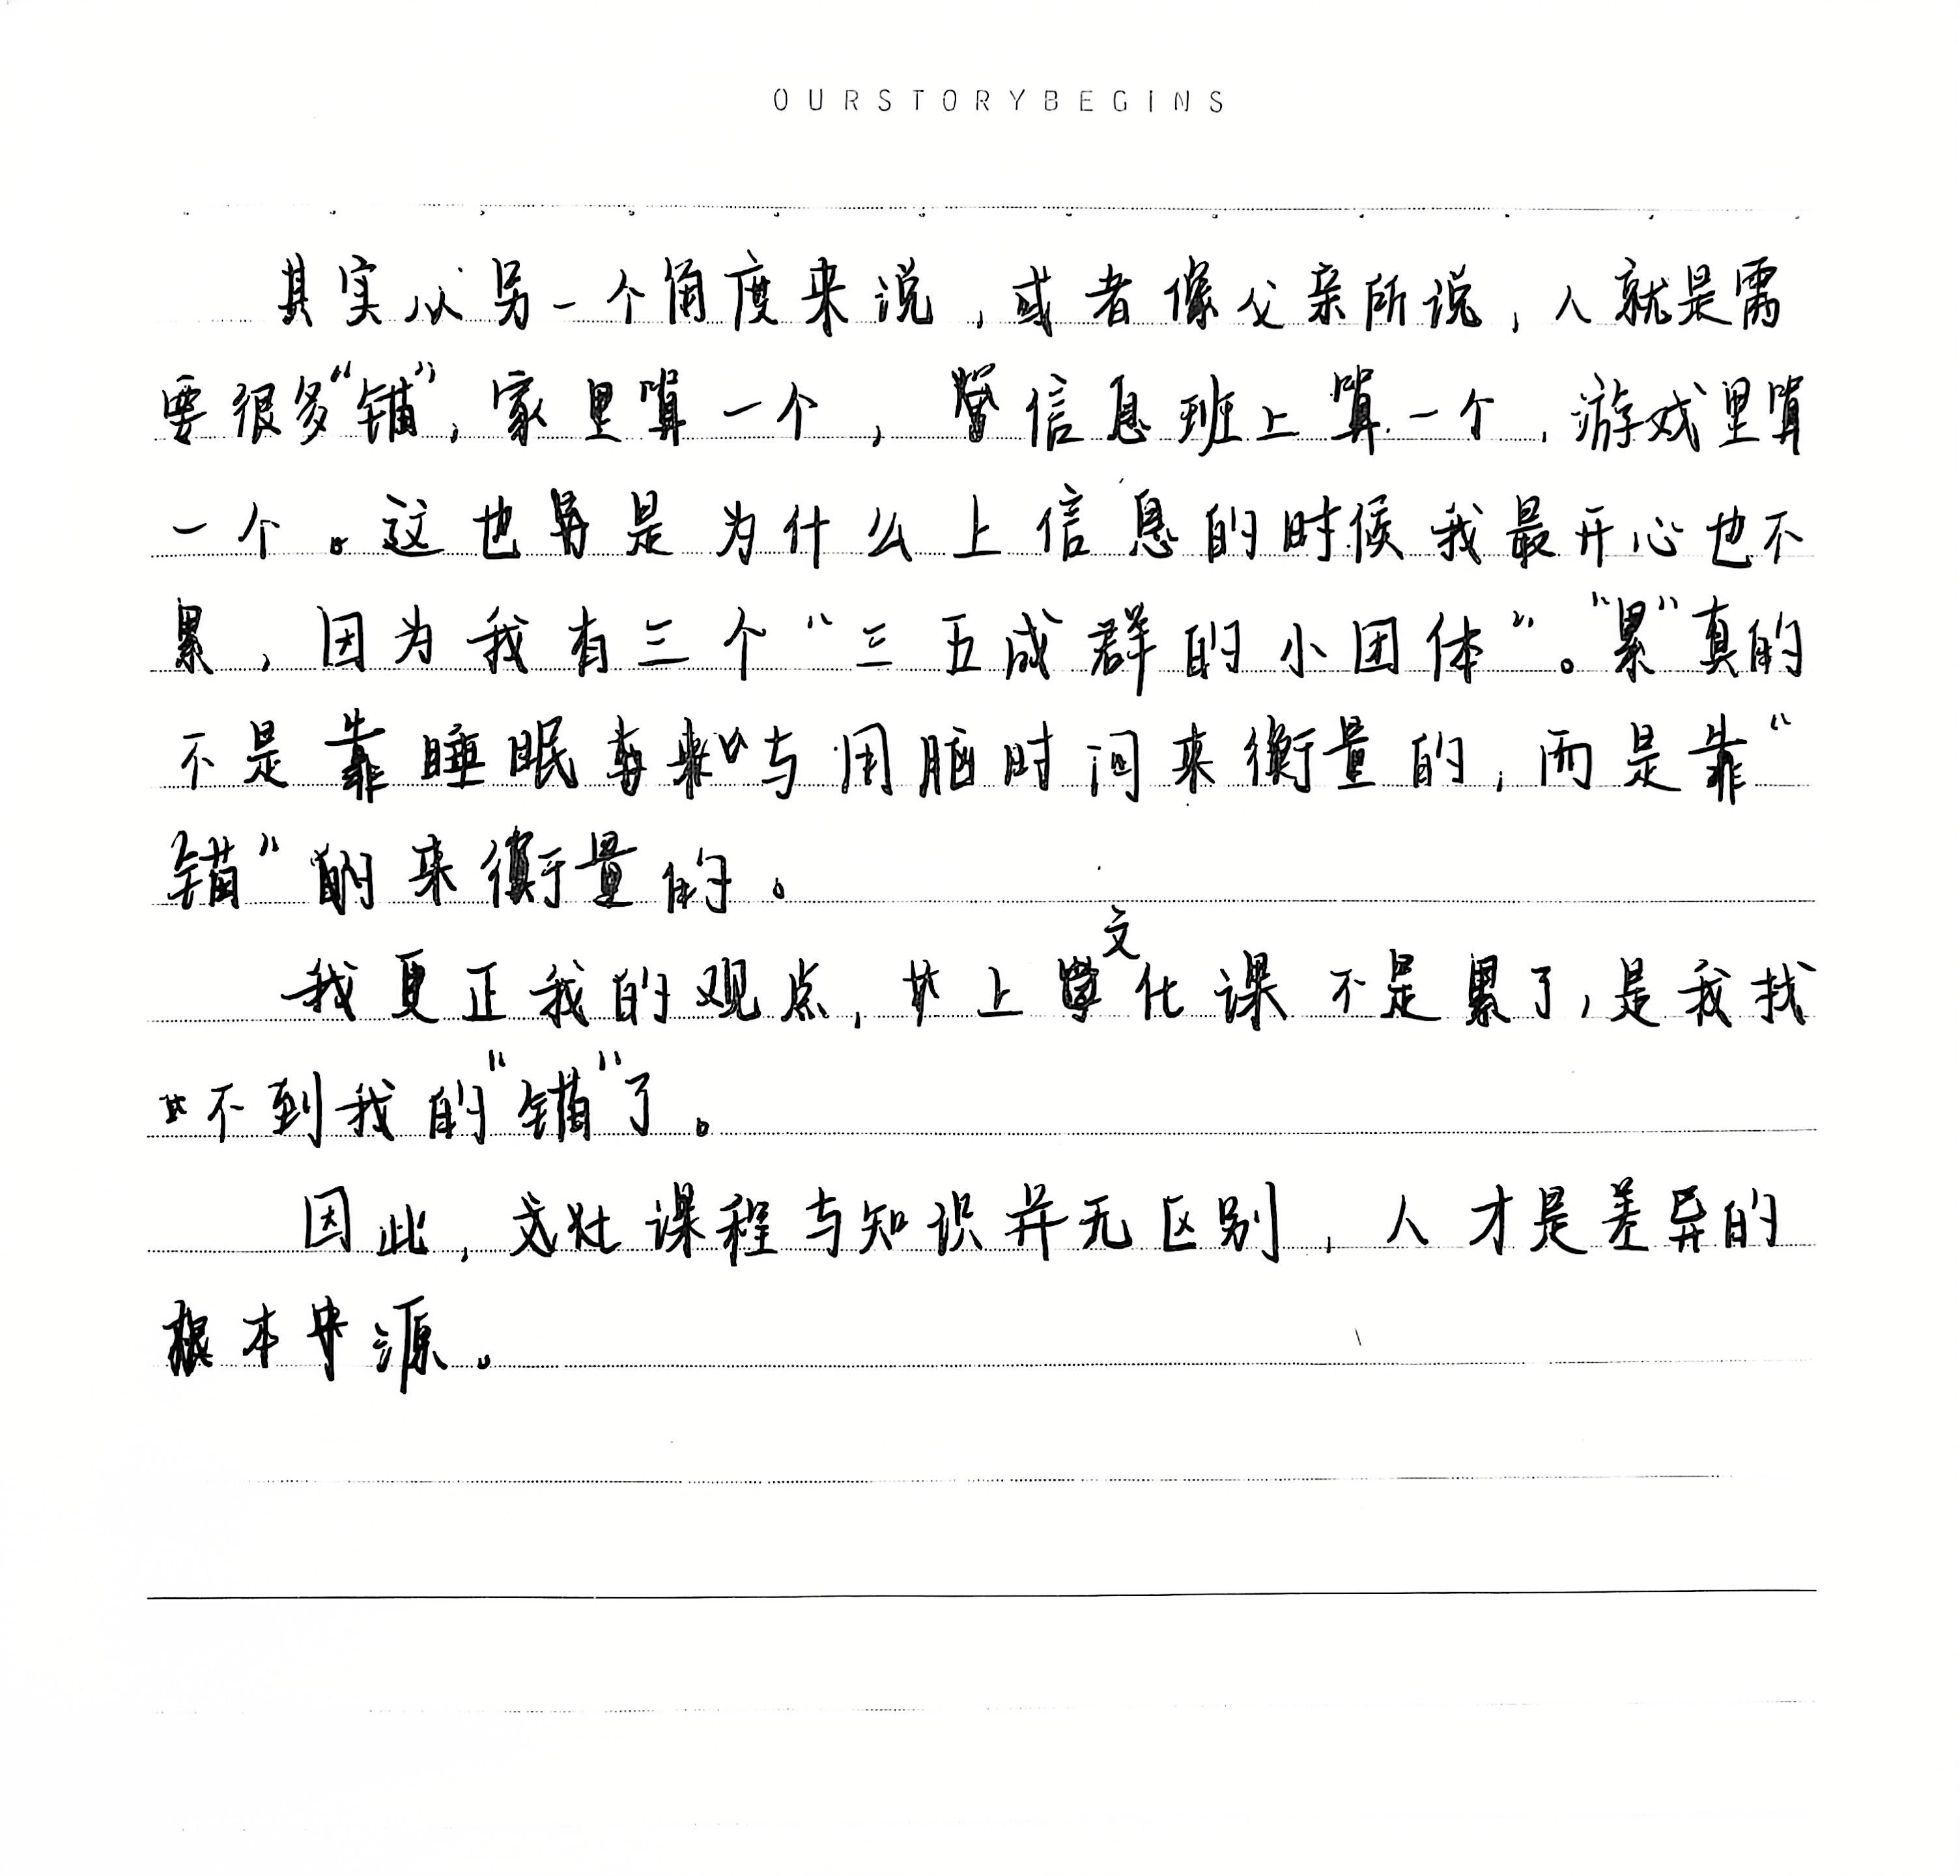 OURSTORYBEGINS
其实从另一个角度来说,或者像父亲所说,人就是需
要很多“锚”,家里算一个,信息班上算一个,游戏里算
一个。这也是为什么上信息的时候我最开心也不
累,因为我有三个“三五成群的小团体”。“累”真的
不是靠睡眠与用脑时间来衡量的,而是靠“
锚”来衡量的。
我更正我的观点,上文化课不是累了,是我找
不到我的“锚”了。
因此,文化课程与知识并无区别,人才是差异的
根本来源。